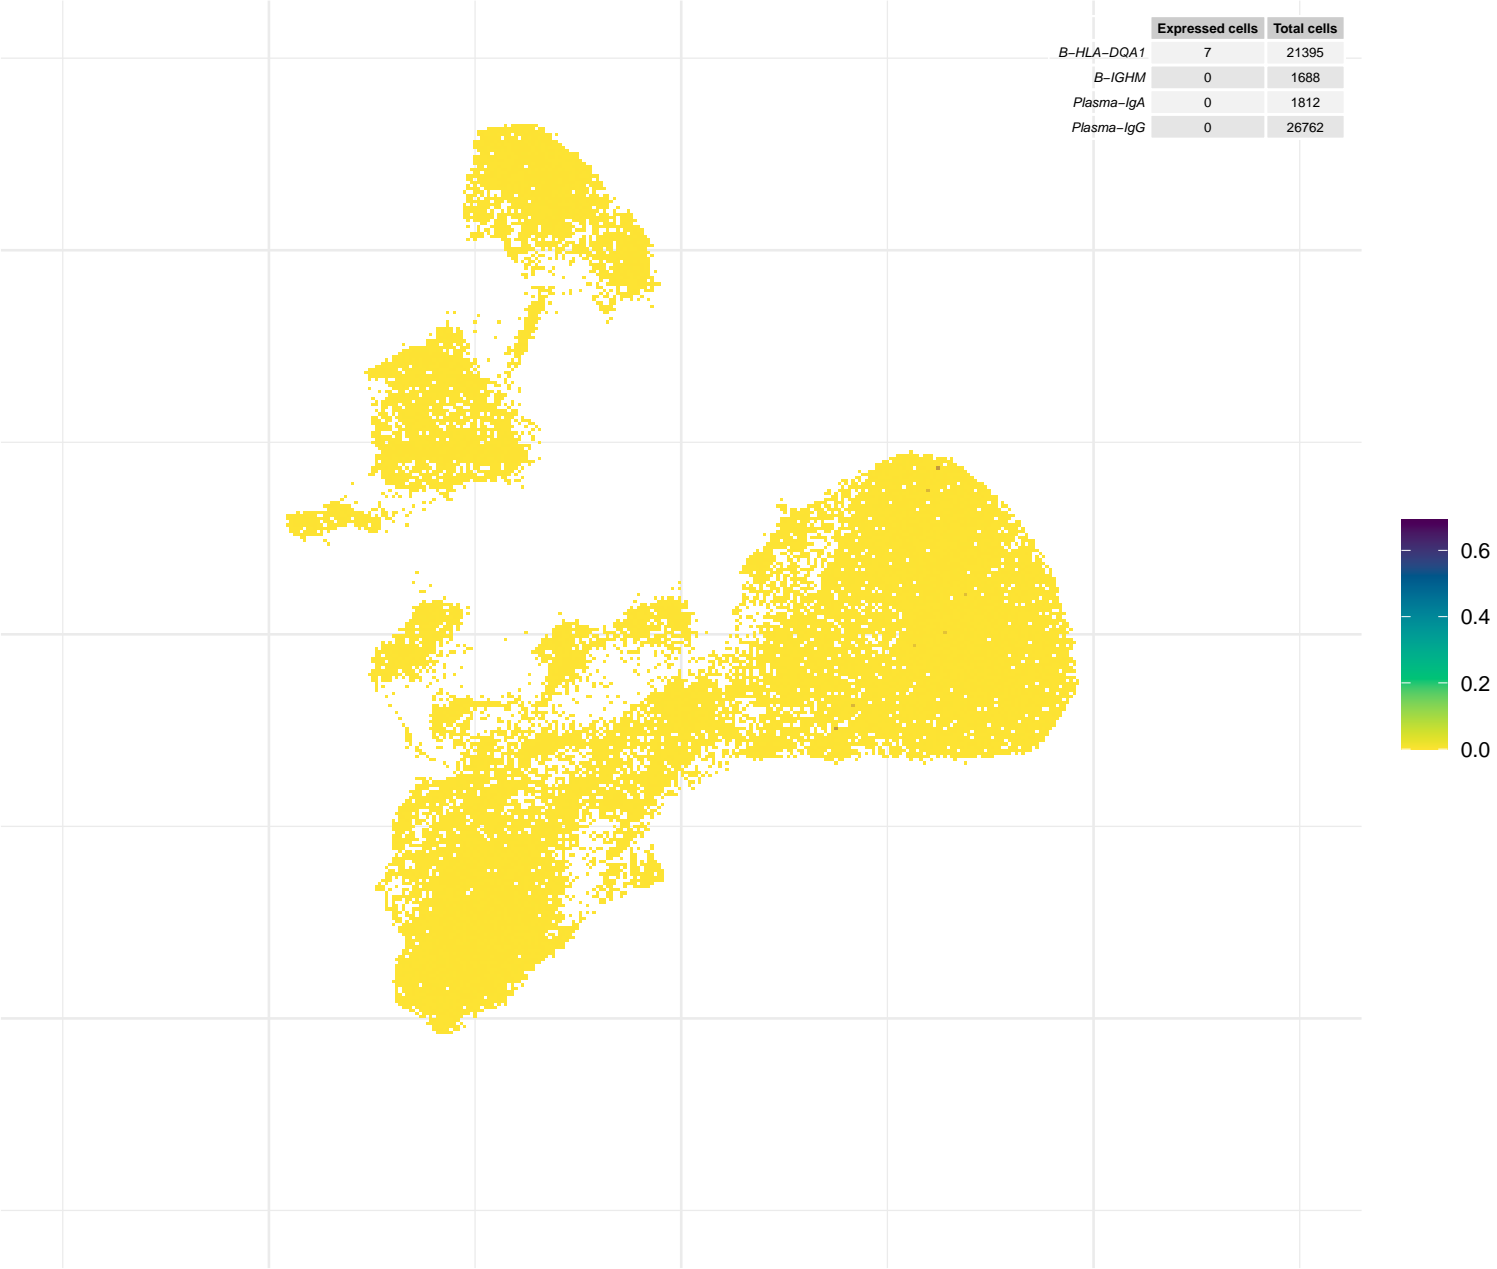 Expressed cells Total cells
B−HLA−DQA1 7 21395
B−IGHM 0 1688
Plasma−IgA 0 1812
Plasma−IgG 0 26762
0.6
0.4
0.2
0.0